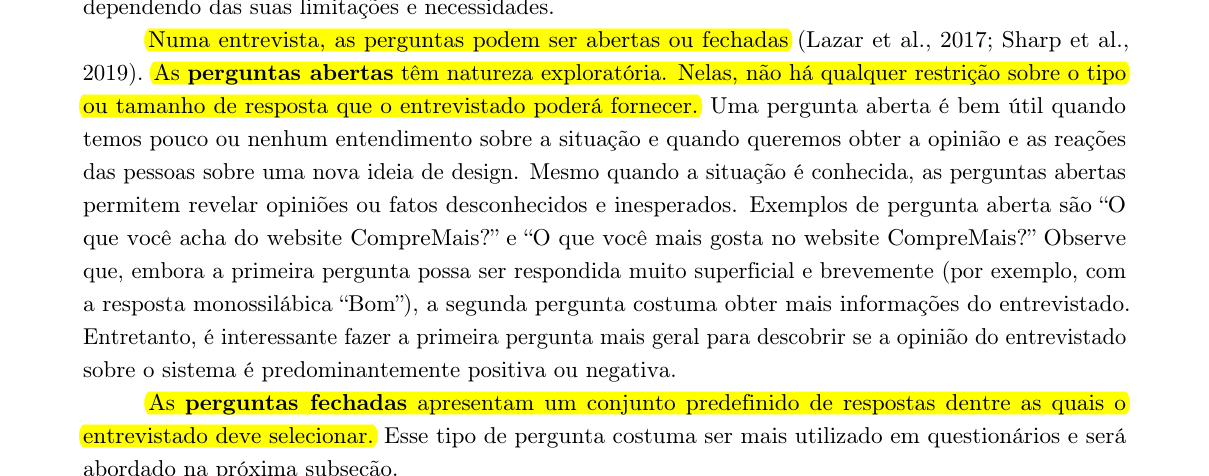 dependendo das suas limitações e necessidades.
Numa entrevista, as perguntas podem ser abertas ou fechadas (Lazar et al., 2017; Sharp et al.,
2019). As perguntas abertas têm natureza exploratória. Nelas, não há qualquer restrição sobre o tipo
ou tamanho de resposta que o entrevistado poderá fornecer. Uma pergunta aberta é bem útil quando
temos pouco ou nenhum entendimento sobre a situação e quando queremos obter a opinião e as reações
das pessoas sobre uma nova ideia de design. Mesmo quando a situação é conhecida, as perguntas abertas
permitem revelar opiniões ou fatos desconhecidos e inesperados. Exemplos de pergunta aberta são “O
que você acha do website CompreMais?” e “O que você mais gosta no website CompreMais?” Observe
que, embora a primeira pergunta possa ser respondida muito superficial e brevemente (por exemplo, com
a resposta monossilábica “Bom”), a segunda pergunta costuma obter mais informações do entrevistado.
Entretanto, é interessante fazer a primeira pergunta mais geral para descobrir se a opinião do entrevistado
sobre o sistema é predominantemente positiva ou negativa.
As perguntas fechadas apresentam um conjunto predefinido de respostas dentre as quais o
entrevistado deve selecionar. Esse tipo de pergunta costuma ser mais utilizado em questionários e será
abordado na próxima subseção.